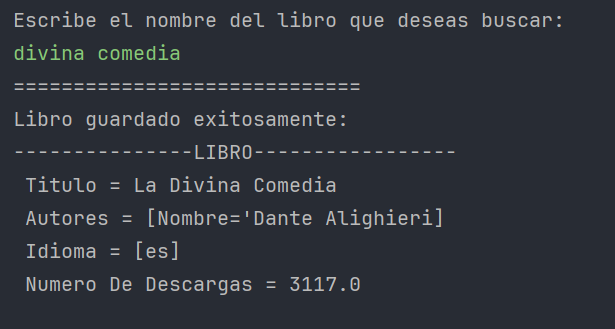 Escribe el nombre del libro que deseas buscar:
divina comedia
=============================
Libro guardado exitosamente:
---------------LIBRO-----------------
Titulo = La Divina Comedia
Autores = [Nombre='Dante Alighieri]
Idioma = [es]
Numero De Descargas = 3117.0